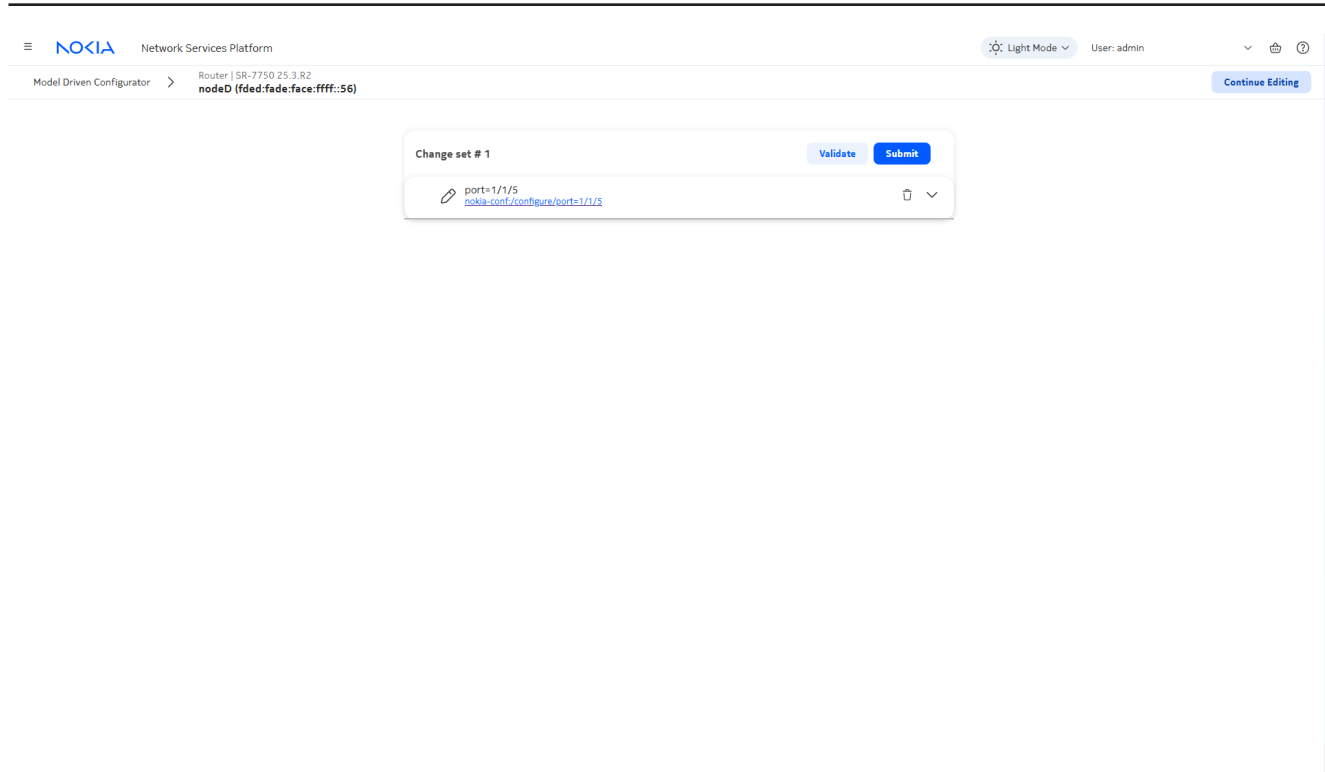 NOKIA Network Services Platform Light Mode User: admin
Model Driven Configurator
Router | SR-7750 25.3.R2
nodeD (fded:fade:face:ffff::56)
Continue Editing
Change set # 1 Validate Submit
port=1/1/5
nokia-conf:/configure/port=1/1/5